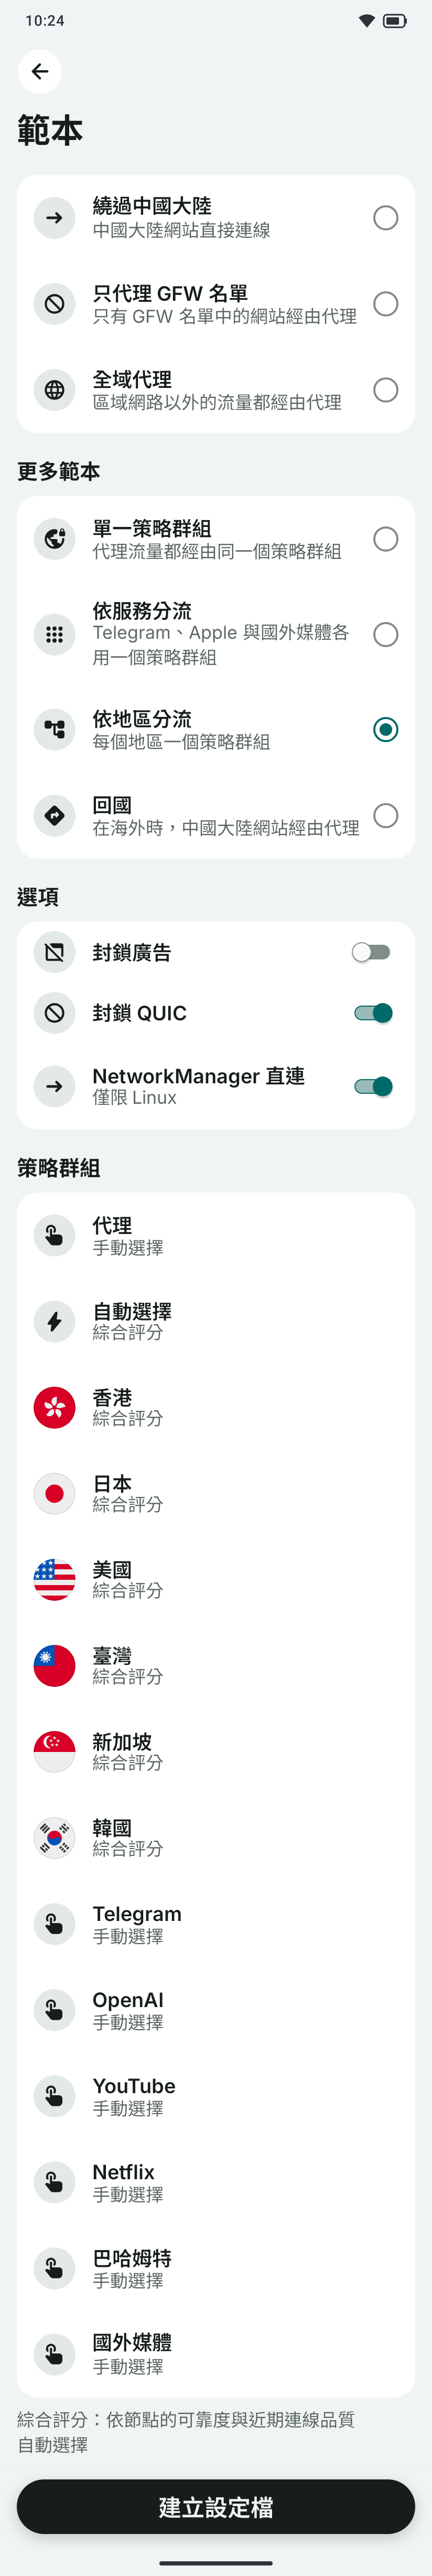 10:24
範本
繞過中國大陸
中國大陸網站直接連線
只代理 GFW 名單
只有 GFW 名單中的網站經由代理
全域代理
區域網路以外的流量都經由代理
更多範本
單一策略群組
代理流量都經由同一個策略群組
依服務分流
Telegram、Apple 與國外媒體各
用一個策略群組
依地區分流
每個地區一個策略群組
回國
在海外時，中國大陸網站經由代理
選項
封鎖廣告
封鎖 QUIC
NetworkManager 直連
僅限 Linux
策略群組
代理
手動選擇
自動選擇
綜合評分
香港
綜合評分
日本
綜合評分
美國
綜合評分
臺灣
綜合評分
新加坡
綜合評分
韓國
綜合評分
Telegram
手動選擇
OpenAI
手動選擇
YouTube
手動選擇
Netflix
手動選擇
巴哈姆特
手動選擇
國外媒體
手動選擇
綜合評分：依節點的可靠度與近期連線品質
自動選擇
建立設定檔